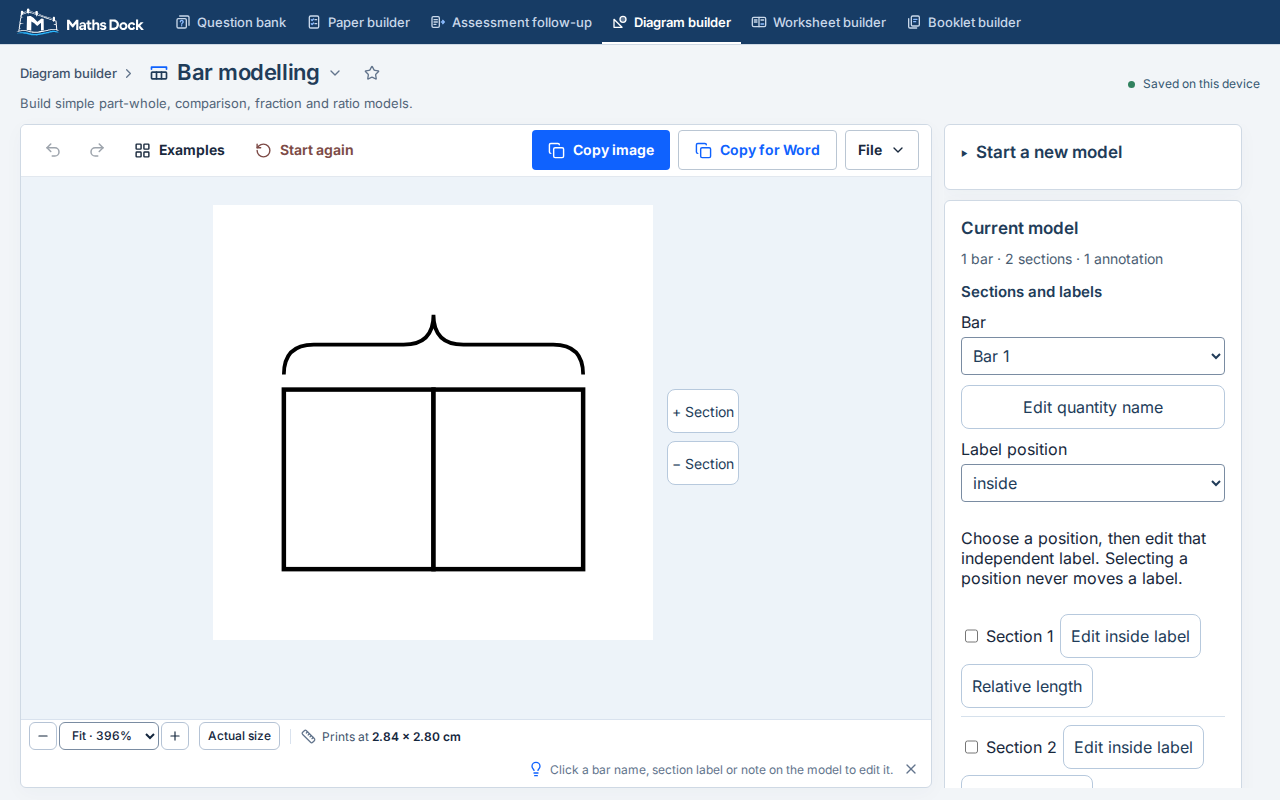 Maths Dock
Question bank
Paper builder
Assessment follow-up
Diagram builder
Worksheet builder
Booklet builder
Diagram builder
Bar modelling
Saved on this device
Build simple part-whole, comparison, fraction and ratio models.
Examples
Start again
Copy image
Copy for Word
File
+ Section
− Section
Fit · 396%
Actual size
Prints at 2.84 × 2.80 cm
Click a bar name, section label or note on the model to edit it.
Start a new model
Current model
1 bar · 2 sections · 1 annotation
Sections and labels
Bar
Bar 1
Edit quantity name
Label position
inside
Choose a position, then edit that
independent label. Selecting a
position never moves a label.
Section 1 Edit inside label
Relative length
Section 2 Edit inside label